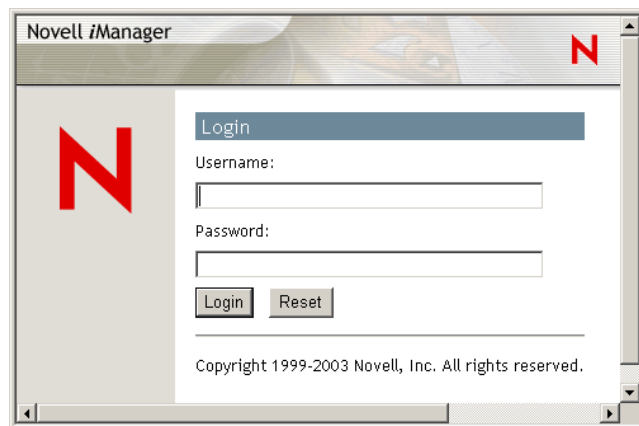 Novell iManager
N
N
Login
Username:
Password:
Login Reset
Copyright 1999-2003 Novell, Inc. All rights reserved.